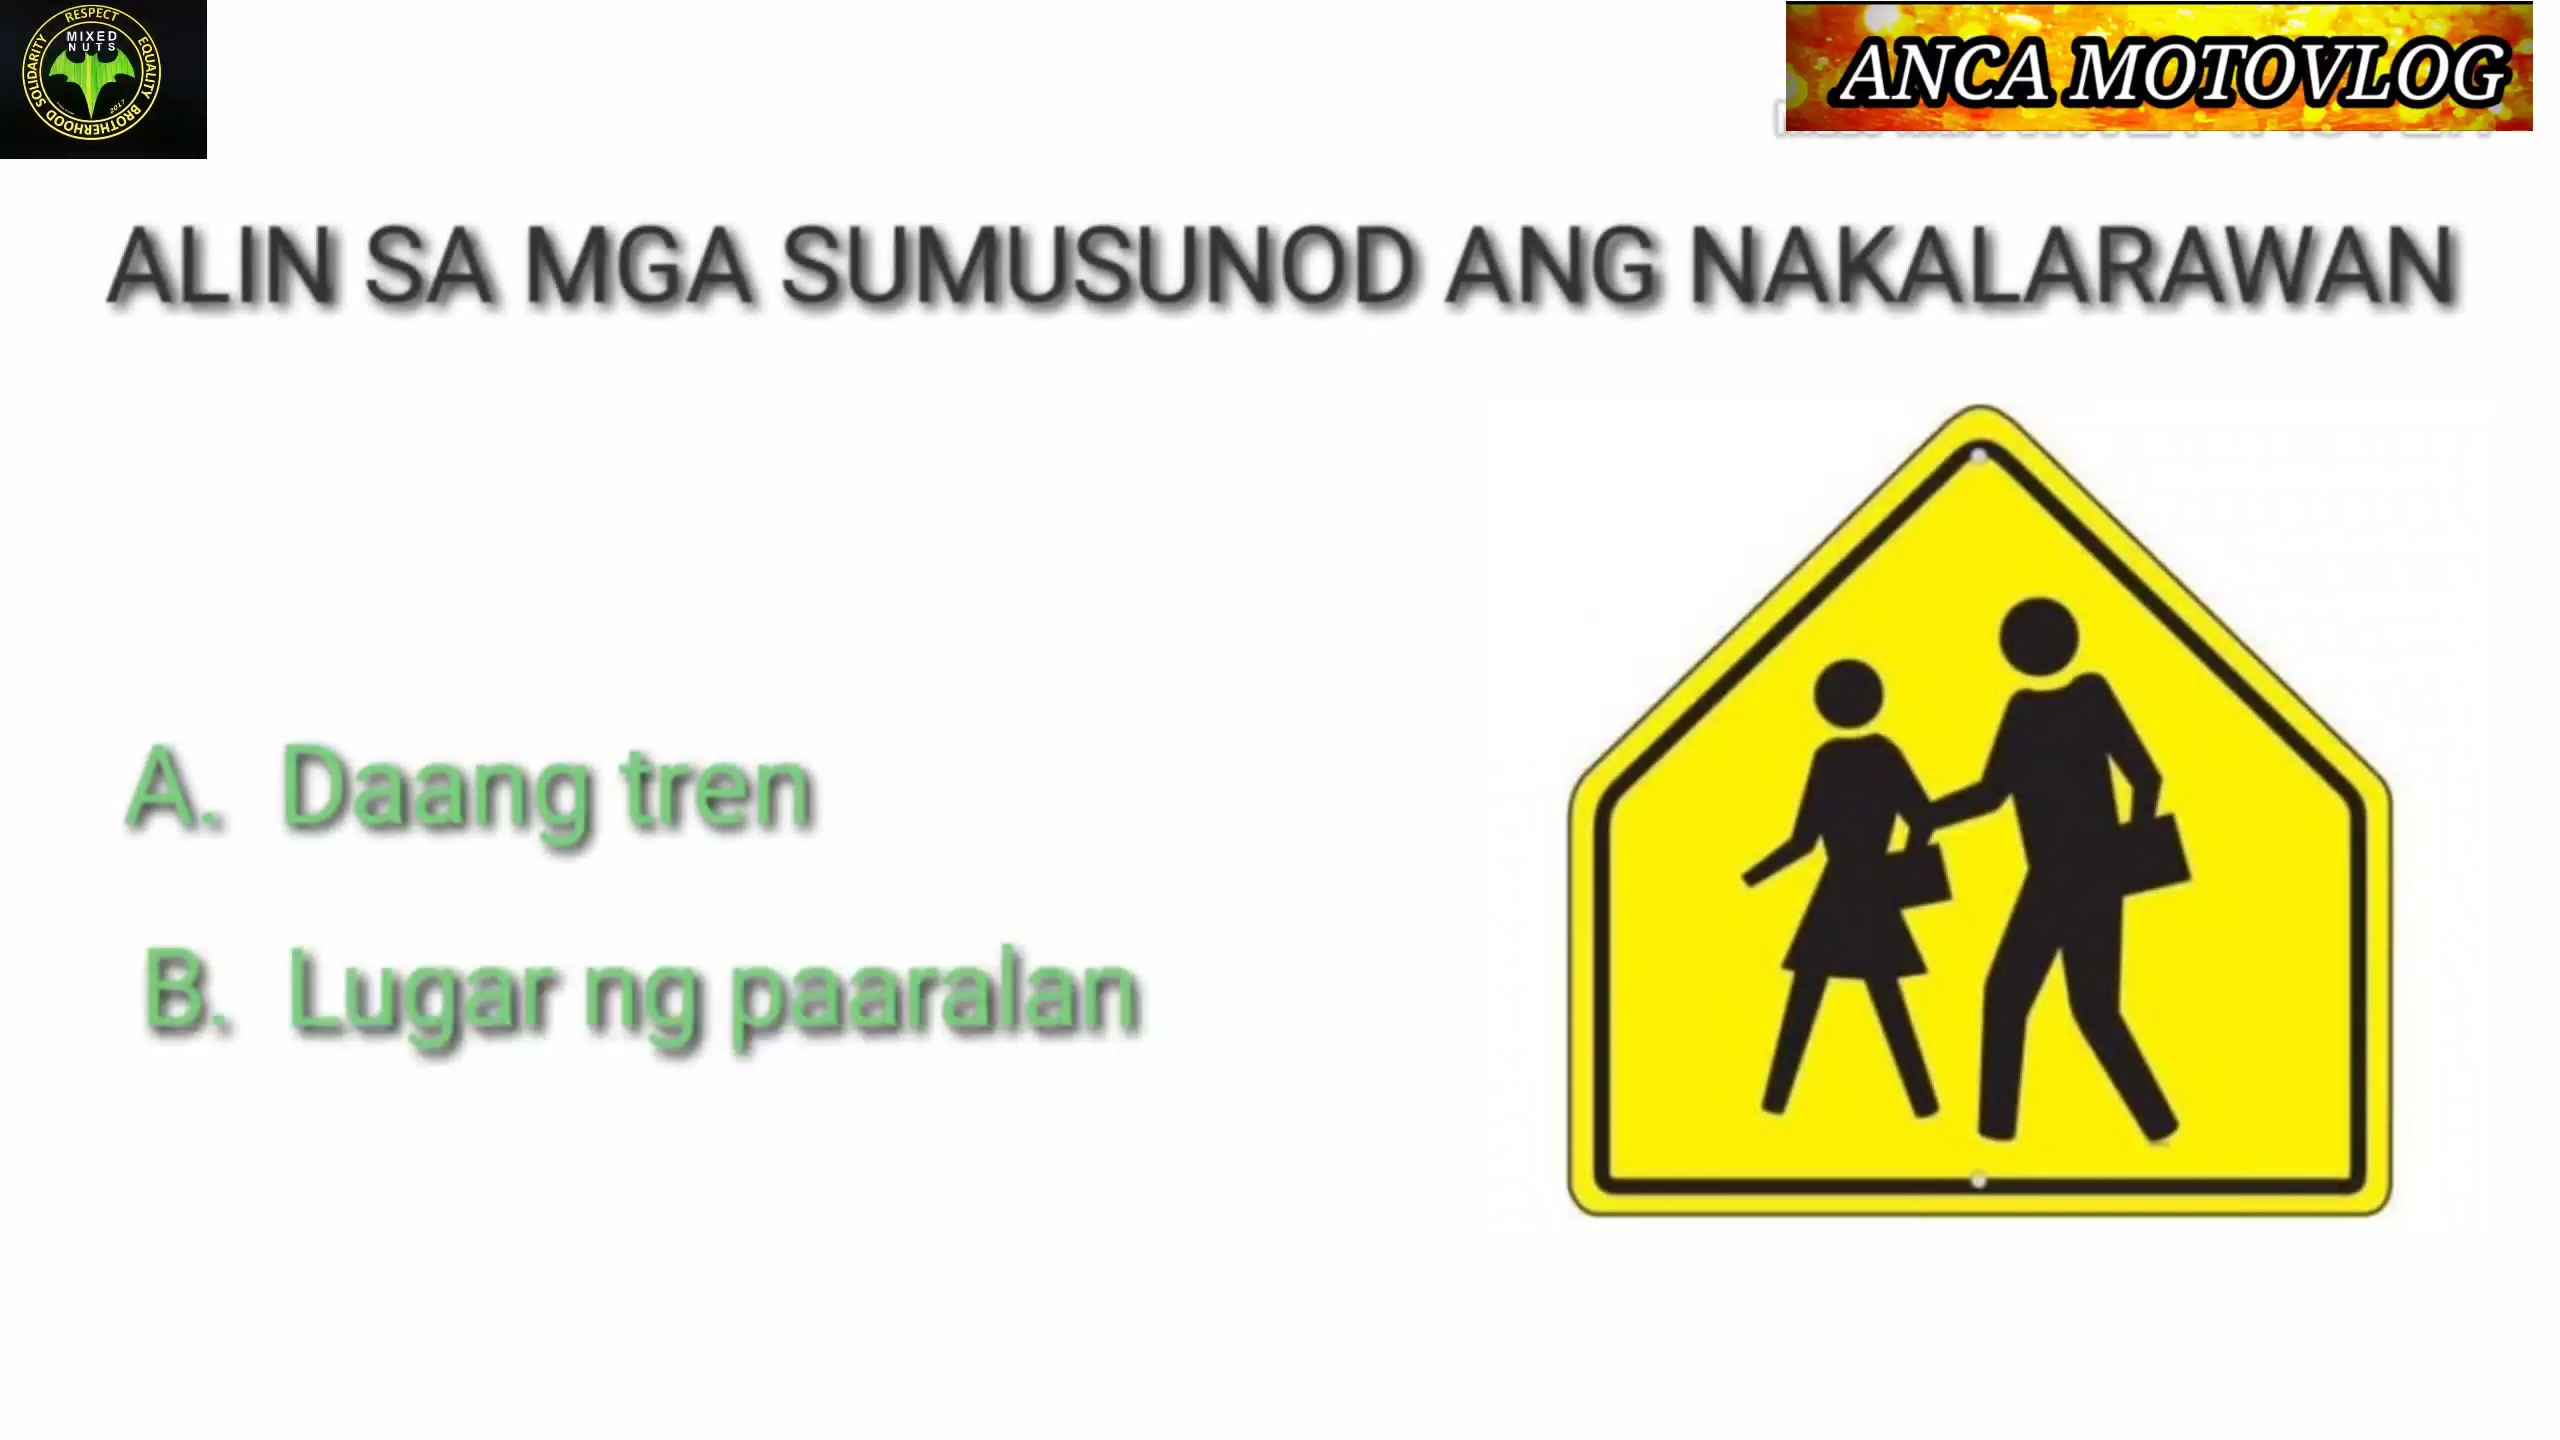 RESPECT
EQUALITY
BROTHERHOOD
SOLIDARITY
MIXED
NUTS
2017
ANCA MOTOVLOG
ALIN SA MGA SUMUSUNOD ANG NAKALARAWAN
A. Daang tren
B. Lugar ng paaralan